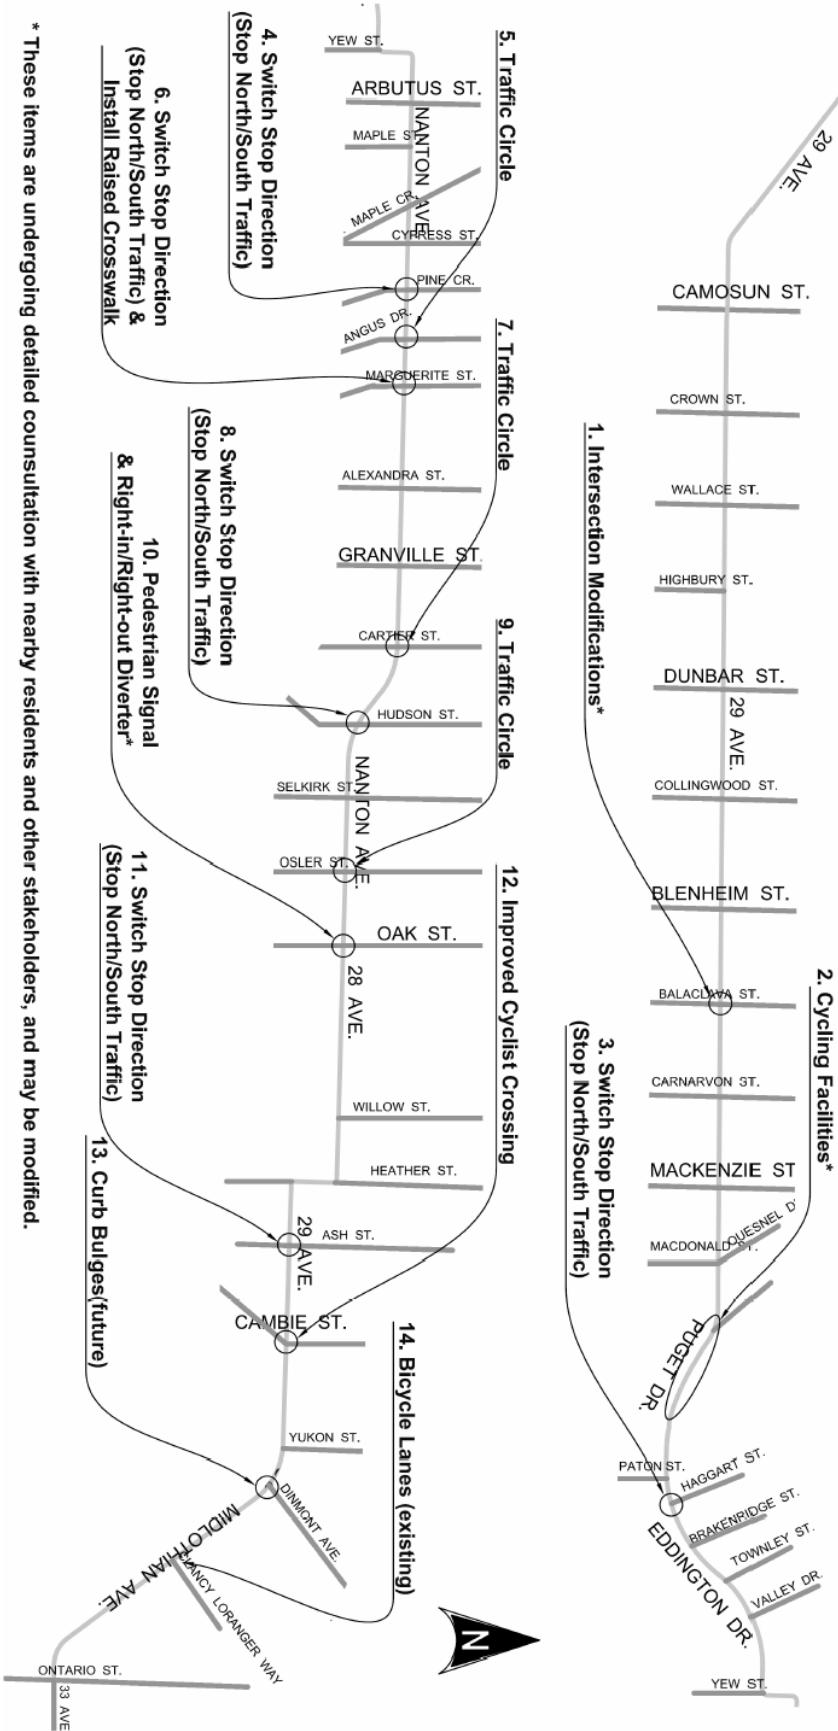 29 AVE.
CAMOSUN ST.
CROWN ST.
WALLACE ST.
HIGHBURY ST.
DUNBAR ST.
29 AVE.
COLLINGWOOD ST.
BLENHEIM ST.
BALACLAVA ST.
CARNARVON ST.
MACKENZIE ST
MACDONALD ST.
QUESNEL D
PUGET DR.
PATON ST.
HAGGART ST.
BRAKENRIDGE ST.
TOWNLEY ST.
VALLEY DR.
EDDINGTON DR.
YEW ST.
1. Intersection Modifications*
2. Cycling Facilities*
3. Switch Stop Direction
(Stop North/South Traffic)
5. Traffic Circle
7. Traffic Circle
9. Traffic Circle
12. Improved Cyclist Crossing
14. Bicycle Lanes (existing)
N
YEW ST.
ARBUTUS ST.
NANTON AVE.
MAPLE ST.
MAPLE CR.
CYPRESS ST.
PINE CR.
ANGUS DR.
MARGUERITE ST.
ALEXANDRA ST.
GRANVILLE ST.
CARTIER ST.
HUDSON ST.
NANTON AVE.
SELKIRK ST.
OSLER ST.
OAK ST.
28 AVE.
WILLOW ST.
HEATHER ST.
29 AVE.
ASH ST.
CAMBIE ST.
YUKON ST.
DINMONT AVE.
MIDLOTHIAN AVE.
CLANCY LORANGER WAY
ONTARIO ST.
33 AVE
4. Switch Stop Direction
(Stop North/South Traffic)
6. Switch Stop Direction
(Stop North/South Traffic) &
Install Raised Crosswalk
8. Switch Stop Direction
(Stop North/South Traffic)
10. Pedestrian Signal
& Right-in/Right-out Diverter*
11. Switch Stop Direction
(Stop North/South Traffic)
13. Curb Bulges(future)
* These items are undergoing detailed counsultation with nearby residents and other stakeholders, and may be modified.